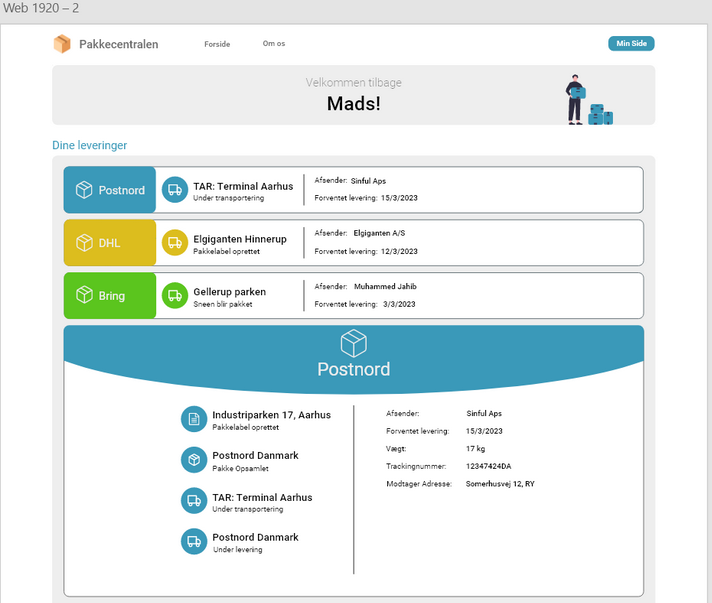 Web 1920 – 2
Pakkecentralen Forside Om os Min Side
Velkommen tilbage
Mads!
Dine leveringer
Postnord
TAR: Terminal Aarhus
Under transportering
Afsender: Sinful Aps
Forventet levering: 15/3/2023
DHL
Elgiganten Hinnerup
Pakkelabel oprettet
Afsender: Elgiganten A/S
Forventet levering: 12/3/2023
Bring
Gellerup parken
Sneen blir pakket
Afsender: Muhammed Jahib
Forventet levering: 3/3/2023
Postnord
Industriparken 17, Aarhus
Pakkelabel oprettet
Postnord Danmark
Pakke Opsamlet
TAR: Terminal Aarhus
Under transportering
Postnord Danmark
Under levering
Afsender: Sinful Aps
Forventet levering: 15/3/2023
Vægt: 17 kg
Trackingnummer: 12347424DA
Modtager Adresse: Somerhusvej 12, RY